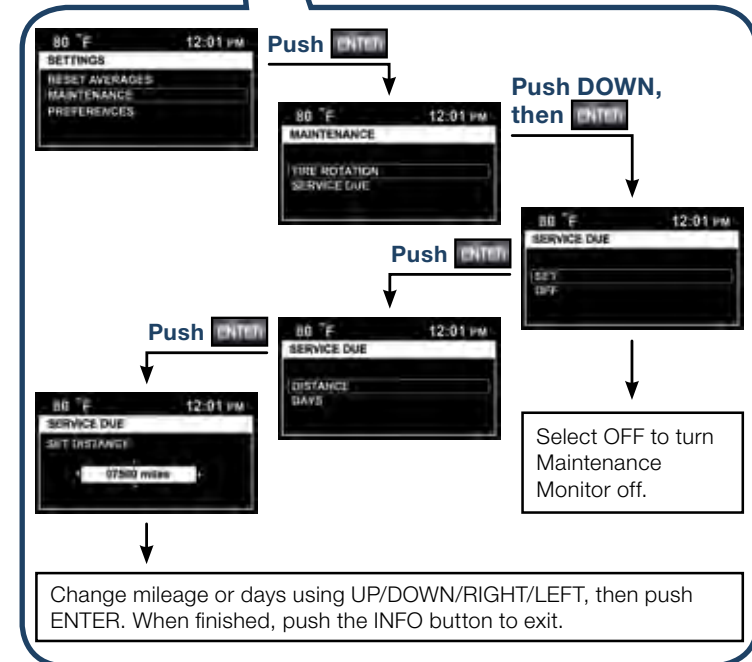 80 °F 12:01 PM
SETTINGS
RESET AVERAGES
MAINTENANCE
PREFERENCES
Push ENTER
80 °F 12:01 PM
MAINTENANCE
TIRE ROTATION
SERVICE DUE
Push DOWN,
then ENTER
80 °F 12:01 PM
SERVICE DUE
SET
OFF
Select OFF to turn
Maintenance
Monitor off.
Push ENTER
80 °F 12:01 PM
SERVICE DUE
DISTANCE
DAYS
Push ENTER
80 °F 12:01 PM
SERVICE DUE
SET DISTANCE
07500 miles
Change mileage or days using UP/DOWN/RIGHT/LEFT, then push
ENTER. When finished, push the INFO button to exit.